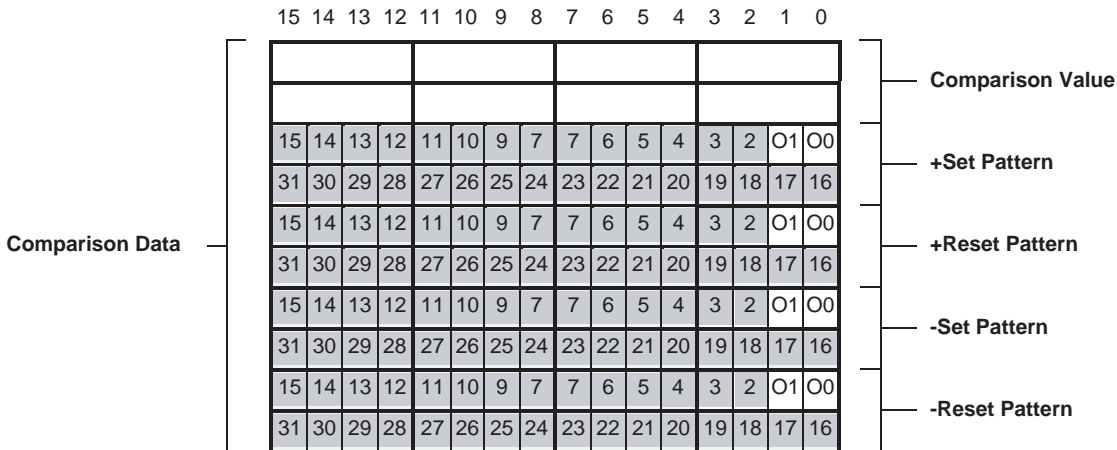 15 14 13 12 11 10 9 8 7 6 5 4 3 2 1 0
Comparison Value
15 14 13 12 11 10 9 7 7 6 5 4 3 2 O1 O0
+Set Pattern
31 30 29 28 27 26 25 24 23 22 21 20 19 18 17 16
15 14 13 12 11 10 9 7 7 6 5 4 3 2 O1 O0
Comparison Data
+Reset Pattern
31 30 29 28 27 26 25 24 23 22 21 20 19 18 17 16
15 14 13 12 11 10 9 7 7 6 5 4 3 2 O1 O0
-Set Pattern
31 30 29 28 27 26 25 24 23 22 21 20 19 18 17 16
15 14 13 12 11 10 9 7 7 6 5 4 3 2 O1 O0
-Reset Pattern
31 30 29 28 27 26 25 24 23 22 21 20 19 18 17 16